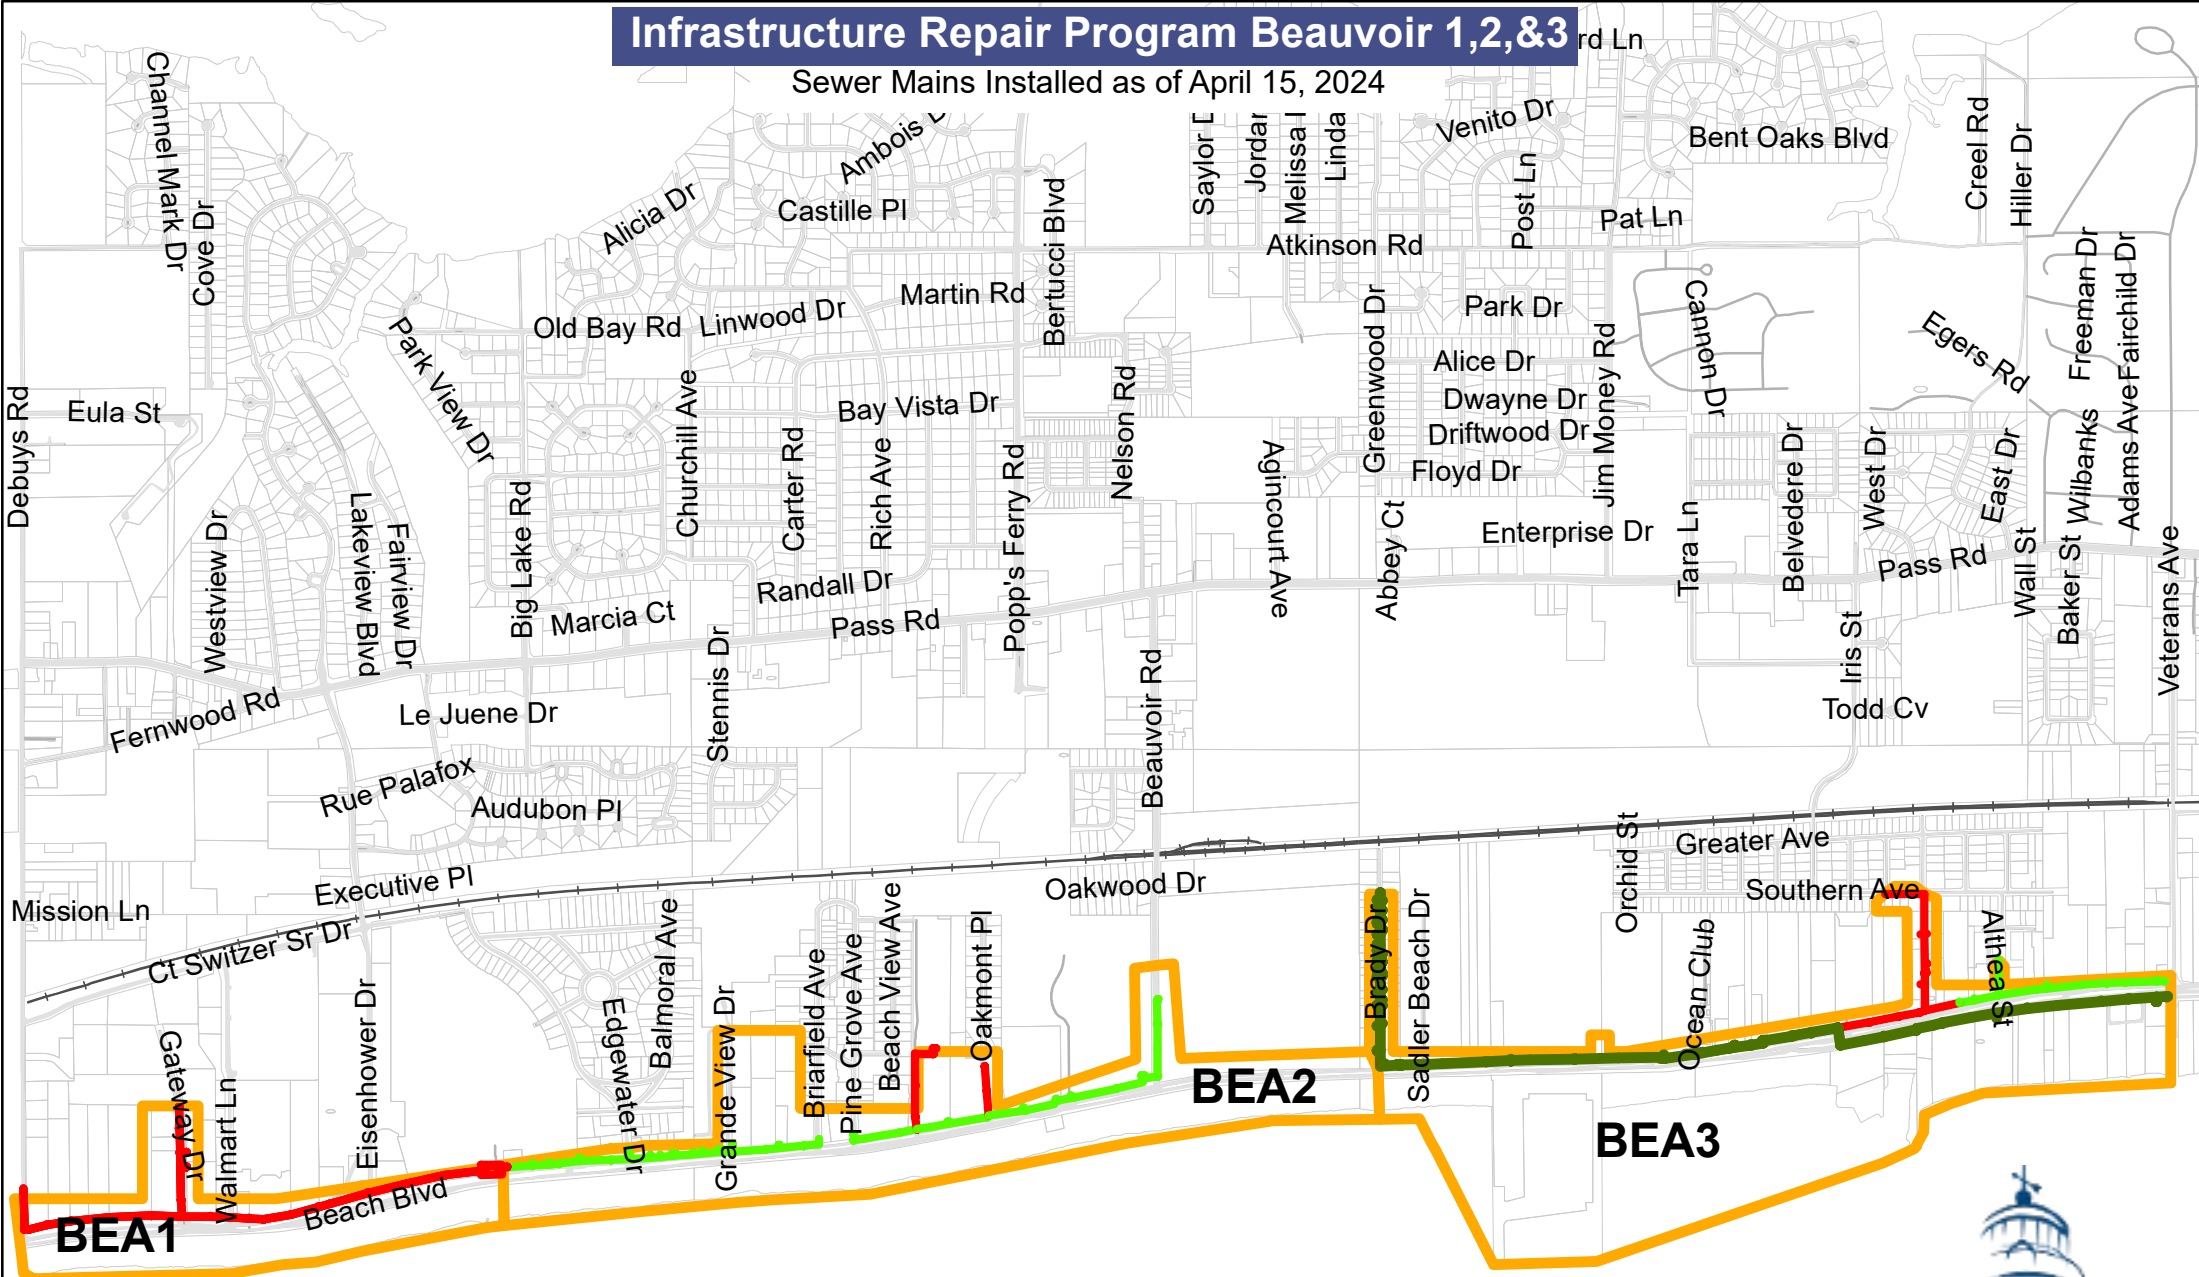 Infrastructure Repair Program Beauvoir 1,2,&3
rd Ln
Sewer Mains Installed as of April 15, 2024
Channel Mark Dr
Cove Dr
Alicia Dr
Ambois
Castille Pl
Bertucci Blvd
Saylor
Jordan
Melissa
Linda
Venito Dr
Post Ln
Bent Oaks Blvd
Pat Ln
Creel Rd
Hiller Dr
Atkinson Rd
Martin Rd
Old Bay Rd
Linwood Dr
Park View Dr
Greenwood Dr
Park Dr
Alice Dr
Dwayne Dr
Driftwood Dr
Floyd Dr
Jim Money Rd
Cannon Dr
Egers Rd
Freeman Dr
Fairchild Dr
Adams Ave
Wilbanks
Debuys Rd
Eula St
Churchill Ave
Bay Vista Dr
Carter Rd
Rich Ave
Popp's Ferry Rd
Nelson Rd
Agincourt Ave
Abbey Ct
Enterprise Dr
Tara Ln
Belvedere Dr
West Dr
East Dr
Pass Rd
Wall St
Baker St
Veterans Ave
Westview Dr
Lakeview Blvd
Fairview Dr
Big Lake Rd
Marcia Ct
Randall Dr
Pass Rd
Stennis Dr
Beauvoir Rd
Iris St
Todd Cv
Fernwood Rd
Le Juene Dr
Rue Palafox
Audubon Pl
Executive Pl
Mission Ln
Ct Switzer Sr Dr
Oakwood Dr
Orchid St
Greater Ave
Southern Ave
Althea St
Ocean Club
Brady Dr
Sadler Beach Dr
Gateway Dr
Walmart Ln
Eisenhower Dr
Edgewater Dr
Balmoral Ave
Grande View Dr
Briarfield Ave
Pine Grove Ave
Beach View Ave
Oakmont Pl
Beach Blvd
BEA1
BEA2
BEA3